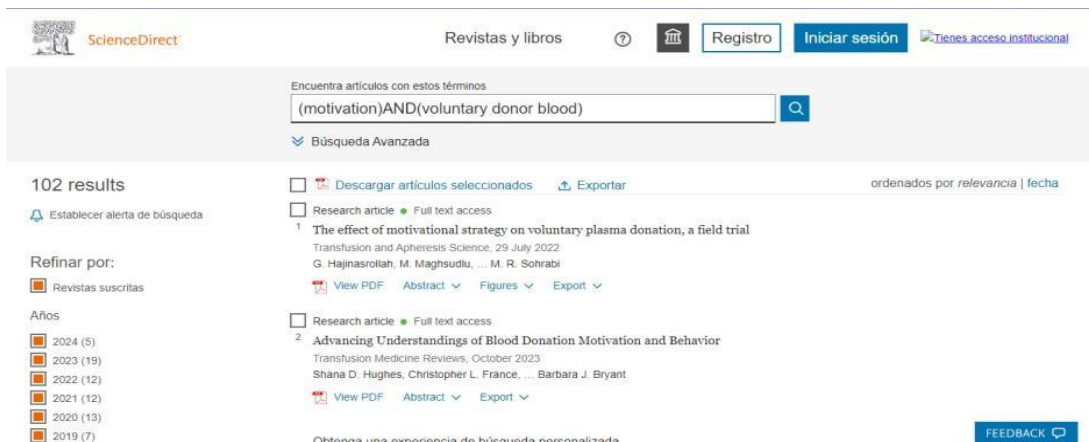 ScienceDirect
Revistas y libros
?
Registro
Iniciar sesión
Tienes acceso institucional
Encuentra artículos con estos términos
(motivation)AND(voluntary donor blood)
Búsqueda Avanzada
102 results
Establecer alerta de búsqueda
Refinar por:
Revistas suscritas
Años
2024 (5)
2023 (19)
2022 (12)
2021 (12)
2020 (13)
2019 (7)
Descargar artículos seleccionados
Exportar
ordenados por relevancia | fecha
Research article ● Full text access
1 The effect of motivational strategy on voluntary plasma donation, a field trial
Transfusion and Apheresis Science, 29 July 2022
G. Hajinasrollah, M. Maghsudlu, ... M. R. Sohrabi
View PDF Abstract Figures Export
Research article ● Full text access
2 Advancing Understandings of Blood Donation Motivation and Behavior
Transfusion Medicine Reviews, October 2023
Shana D. Hughes, Christopher L. France, ... Barbara J. Bryant
View PDF Abstract Export
Obtenga una experiencia de búsqueda personalizada
FEEDBACK